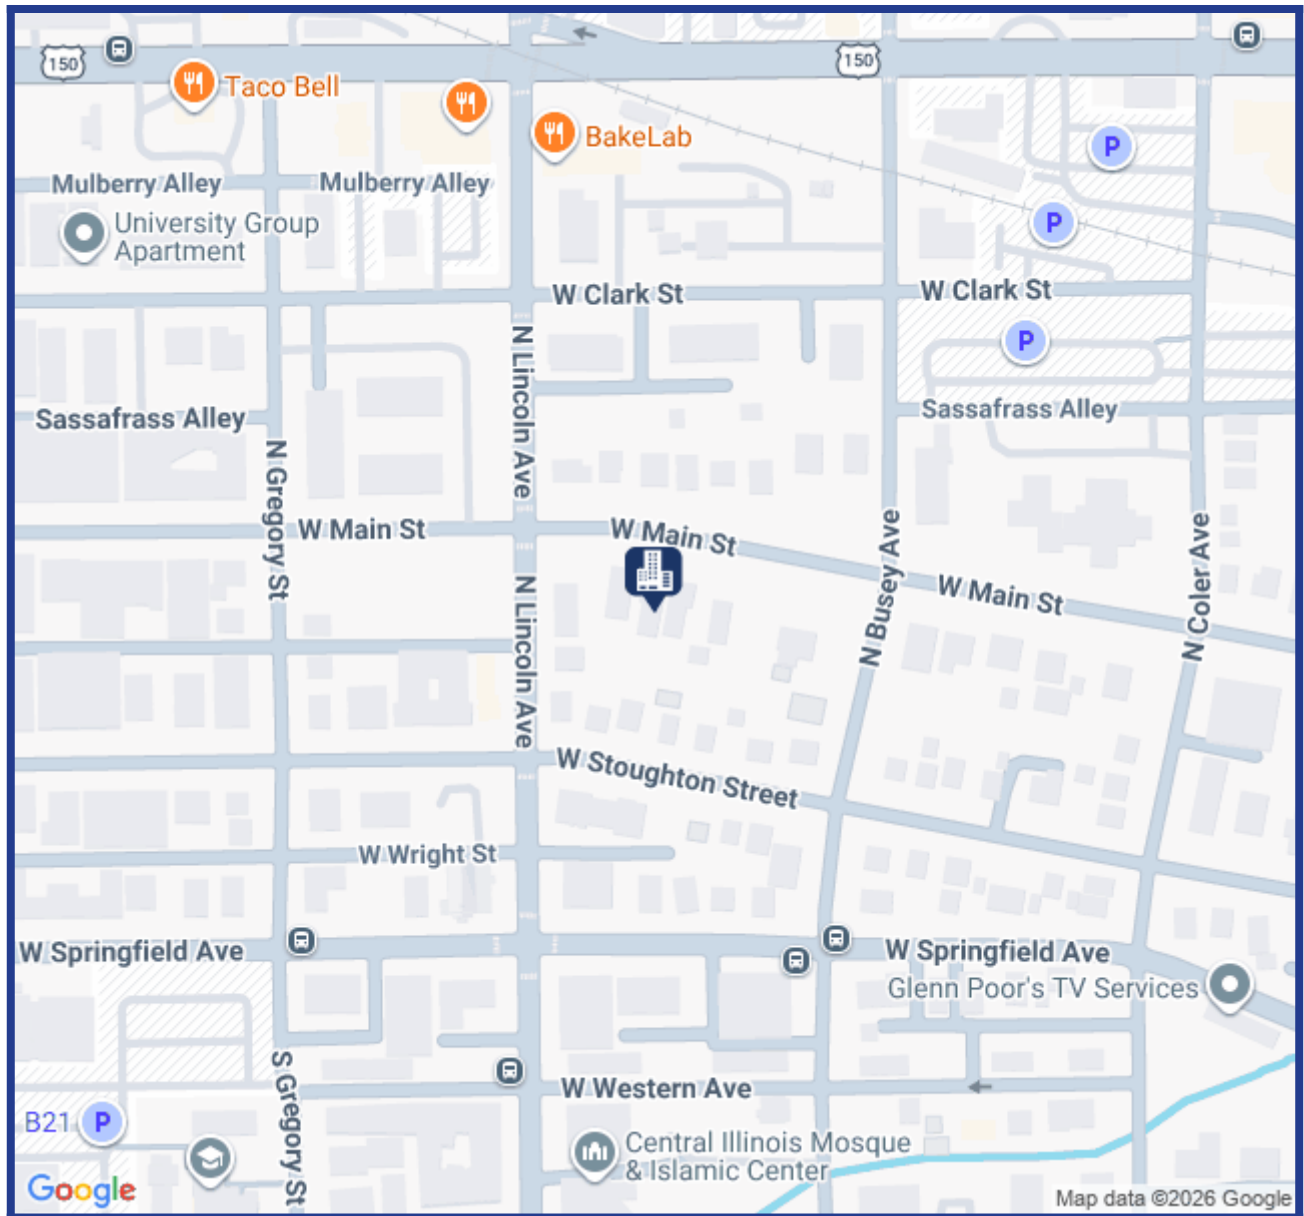 150
150
Taco Bell
BakeLab
P
Mulberry Alley
Mulberry Alley
University Group
Apartment
P
W Clark St
W Clark St
P
N Lincoln Ave
Sassafrass Alley
Sassafrass Alley
N Gregory St
W Main St
W Main St
N Busey Ave
W Main St
N Coler Ave
N Lincoln Ave
W Stoughton Street
W Wright St
W Springfield Ave
W Springfield Ave
Glenn Poor's TV Services
S Gregory St
W Western Ave
B21
P
Central Illinois Mosque
& Islamic Center
Google
Map data ©2026 Google